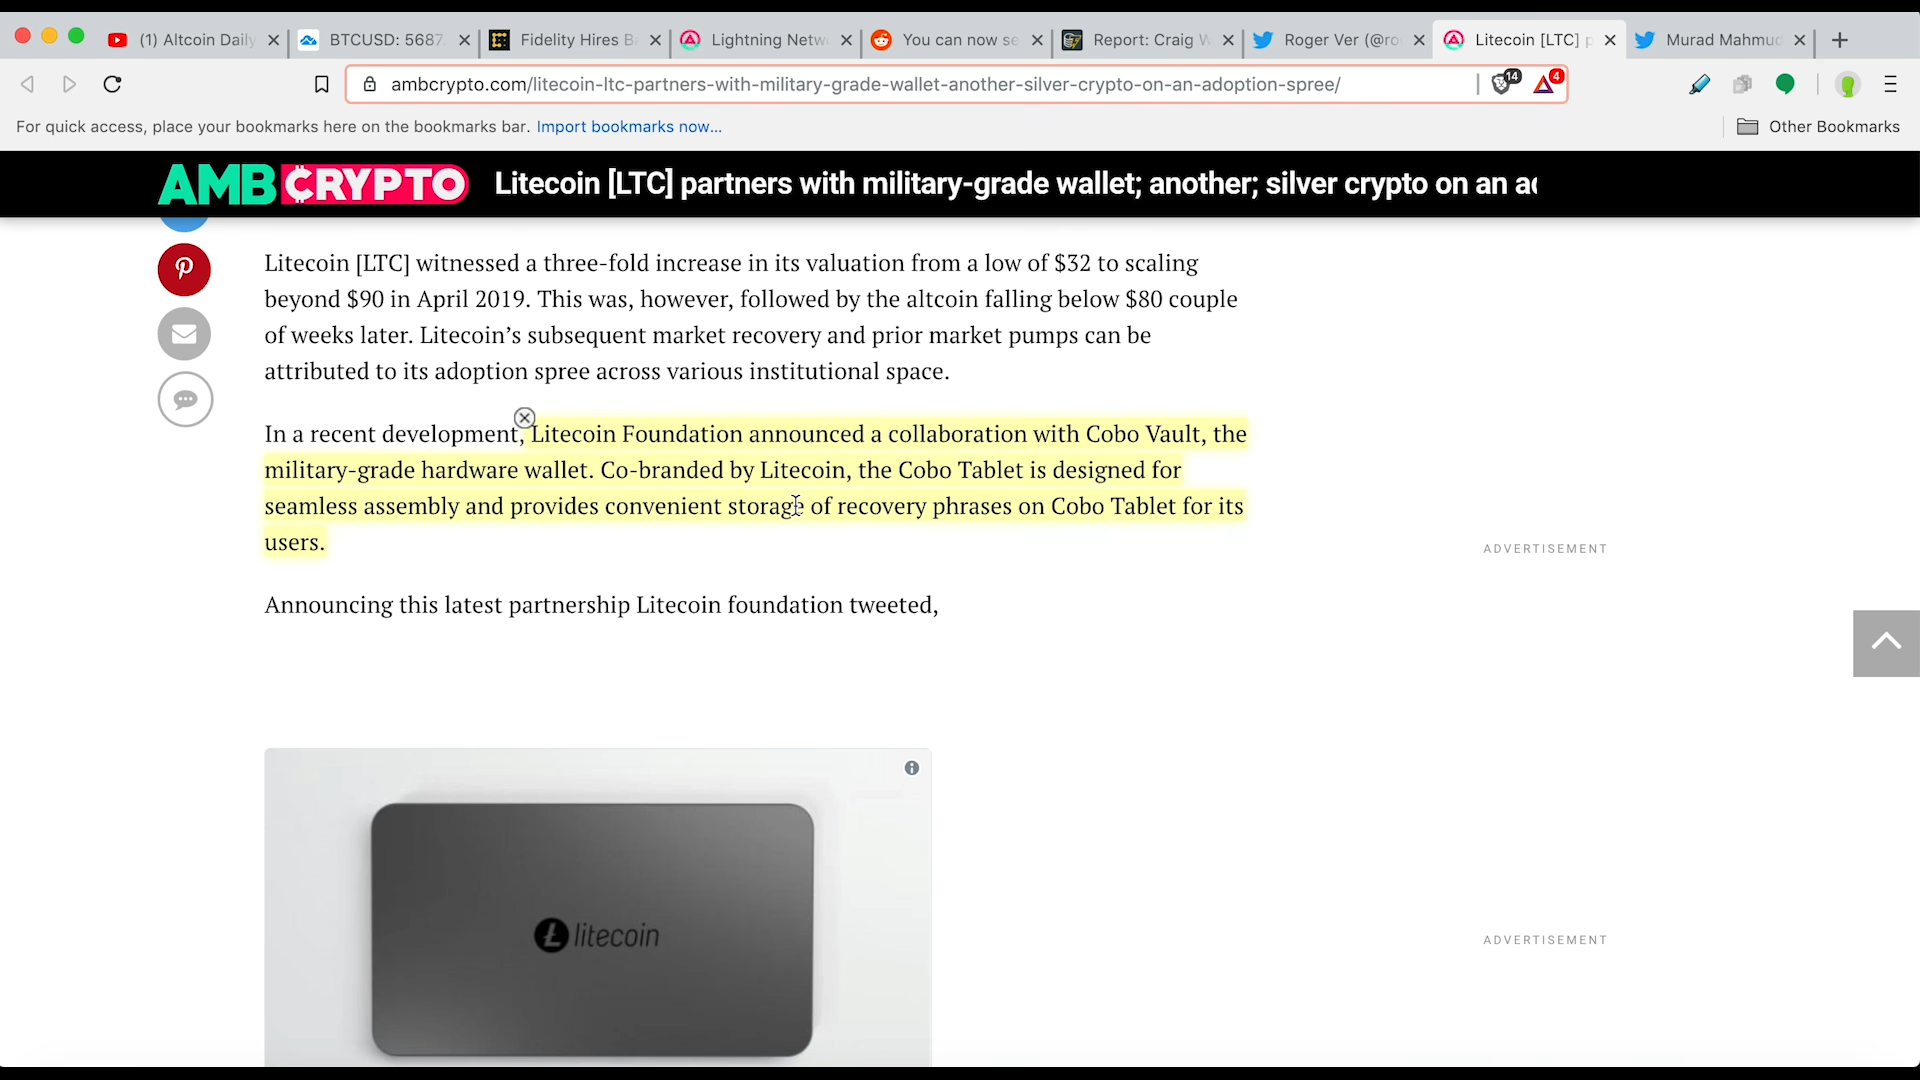 (1) Altcoin Daily
BTCUSD: 5687.
Fidelity Hires B
Lightning Netw
You can now se
Report: Craig W
Roger Ver (@ro
Litecoin [LTC] p
Murad Mahmud
ambcrypto.com/litecoin-ltc-partners-with-military-grade-wallet-another-silver-crypto-on-an-adoption-spree/
14
4
For quick access, place your bookmarks here on the bookmarks bar. Import bookmarks now...
Other Bookmarks
AMBCRYPTO
Litecoin [LTC] partners with military-grade wallet; another; silver crypto on an ad
Litecoin [LTC] witnessed a three-fold increase in its valuation from a low of $32 to scaling
beyond $90 in April 2019. This was, however, followed by the altcoin falling below $80 couple
of weeks later. Litecoin’s subsequent market recovery and prior market pumps can be
attributed to its adoption spree across various institutional space.
In a recent development, Litecoin Foundation announced a collaboration with Cobo Vault, the
military-grade hardware wallet. Co-branded by Litecoin, the Cobo Tablet is designed for
seamless assembly and provides convenient storage of recovery phrases on Cobo Tablet for its
users.
ADVERTISEMENT
Announcing this latest partnership Litecoin foundation tweeted,
litecoin
ADVERTISEMENT